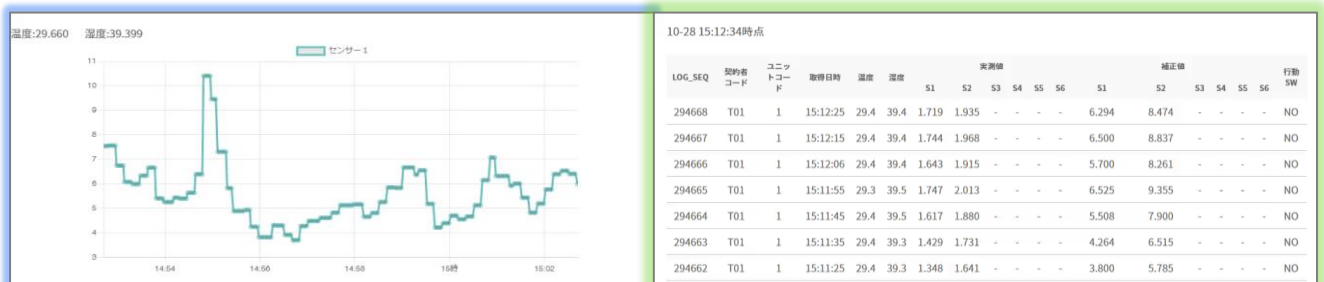 温度:29.660 湿度:39.399
センサー１
11
10
9
8
7
6
5
4
3
14:54
14:56
14:58
15時
15:02
10-28 15:12:34時点
LOG_SEQ 契約者コード ユニットコード 取得日時 温度 湿度 実測値 補正値 行動SW
S1 S2 S3 S4 S5 S6 S1 S2 S3 S4 S5 S6
294668 T01 1 15:12:25 29.4 39.4 1.719 1.935 - - - - 6.294 8.474 - - - - NO
294667 T01 1 15:12:15 29.4 39.4 1.744 1.968 - - - - 6.500 8.837 - - - - NO
294666 T01 1 15:12:06 29.4 39.4 1.643 1.915 - - - - 5.700 8.261 - - - - NO
294665 T01 1 15:11:55 29.3 39.5 1.747 2.013 - - - - 6.525 9.355 - - - - NO
294664 T01 1 15:11:45 29.4 39.5 1.617 1.880 - - - - 5.508 7.900 - - - - NO
294663 T01 1 15:11:35 29.4 39.3 1.429 1.731 - - - - 4.264 6.515 - - - - NO
294662 T01 1 15:11:25 29.4 39.3 1.348 1.641 - - - - 3.800 5.785 - - - - NO